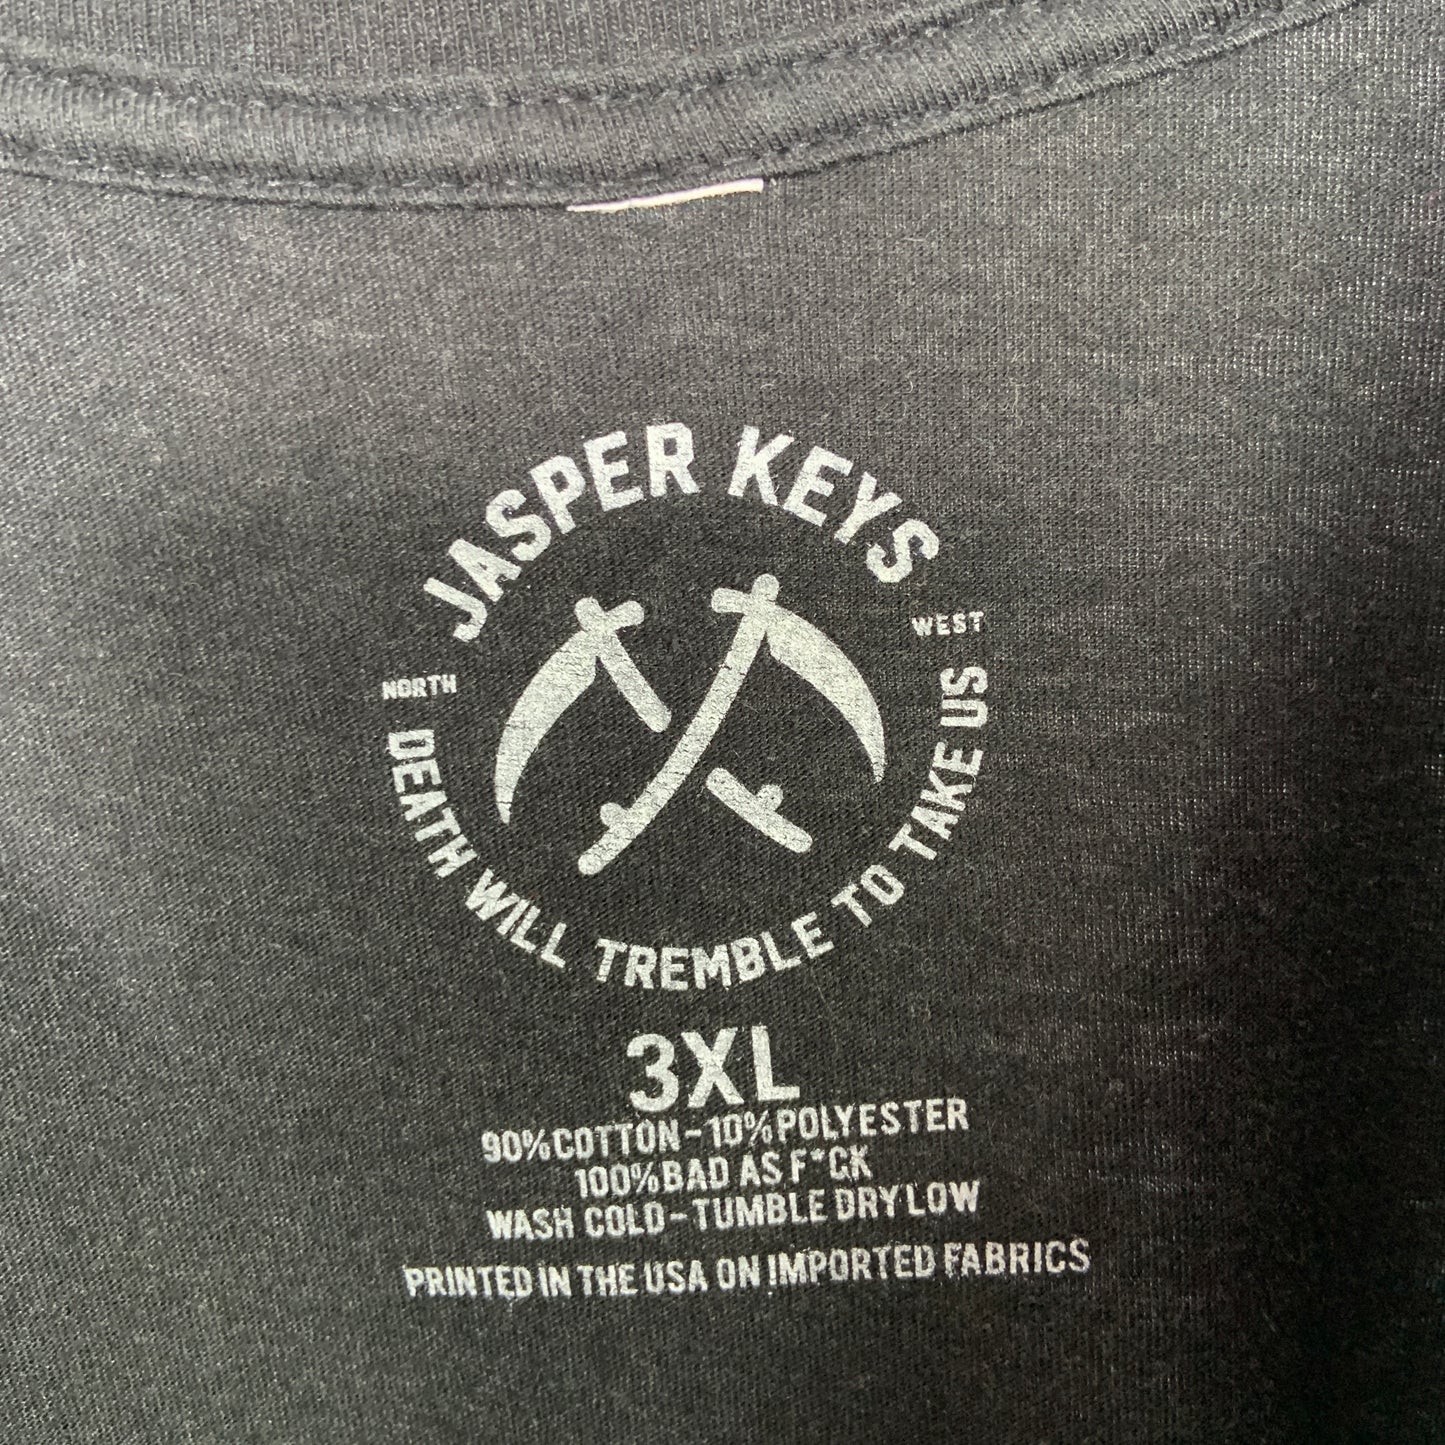 JASPER KEYS
NORTH
WEST
DEATH WILL TREMBLE TO TAKE US
3XL
90% COTTON - 10% POLYESTER
100% BAD AS F*CK
WASH COLD - TUMBLE DRY LOW
PRINTED IN THE USA ON IMPORTED FABRICS